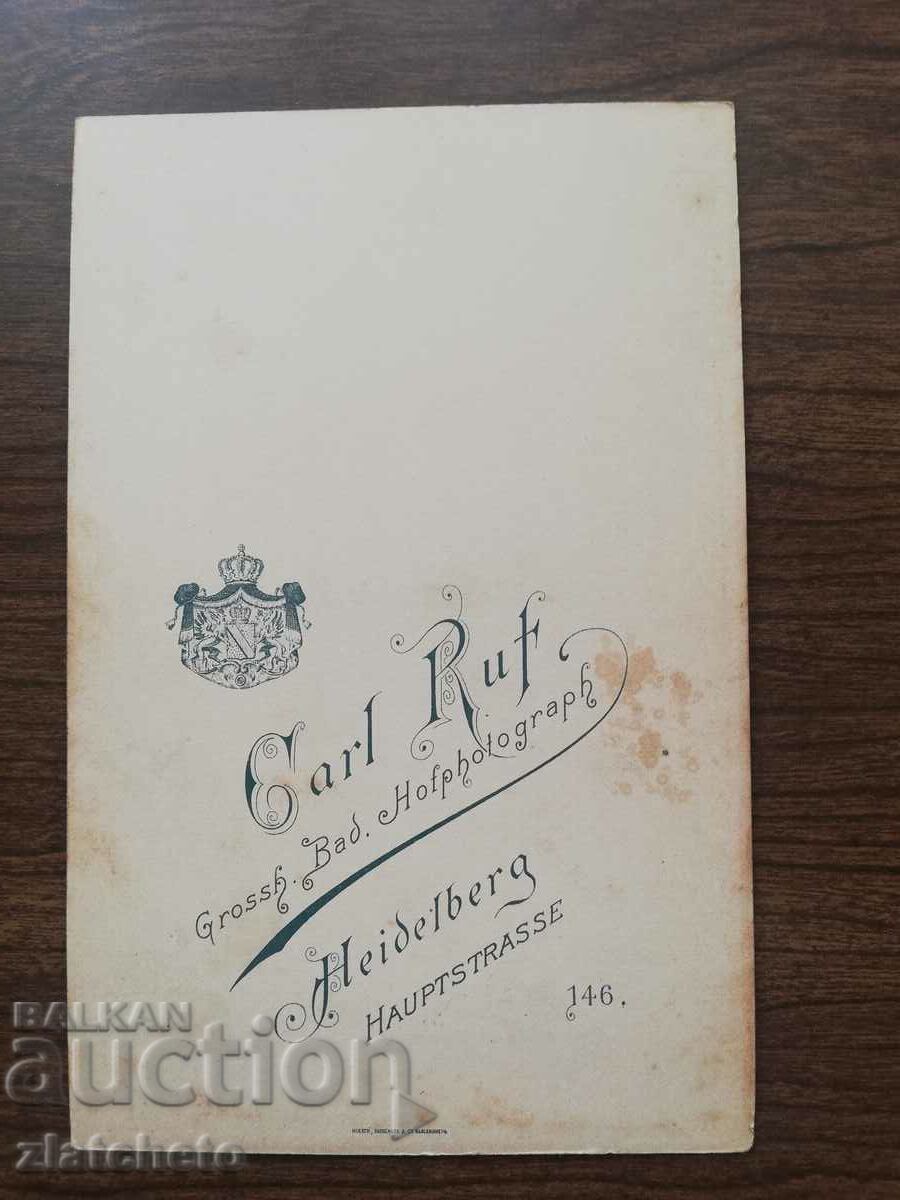 Carl Ruf
Grossh. Bad. Hofphotograph
Heidelberg
HAUPTSTRASSE
146.
BALKAN
auction
zlatcheto